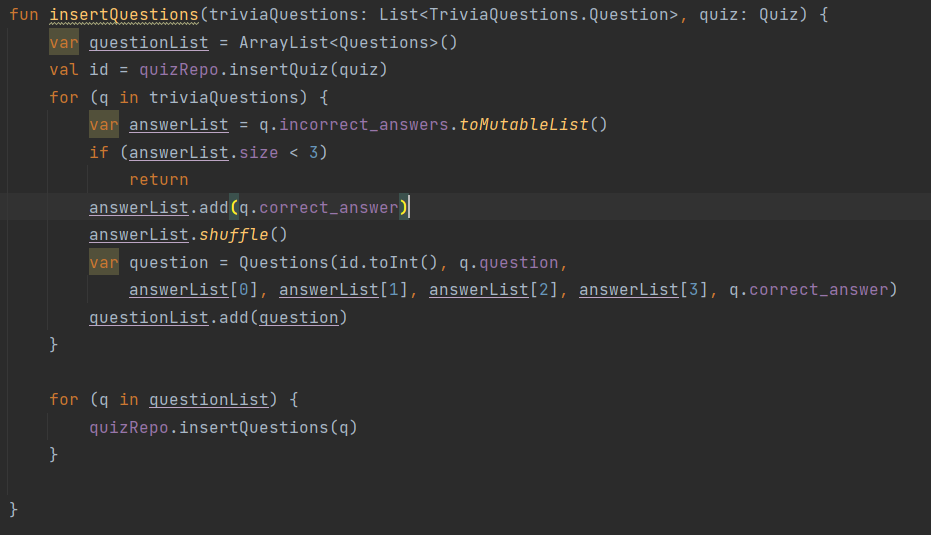 fun insertQuestions(triviaQuestions: List<TriviaQuestions.Question>, quiz: Quiz) {
    var questionList = ArrayList<Questions>()
    val id = quizRepo.insertQuiz(quiz)
    for (q in triviaQuestions) {
        var answerList = q.incorrect_answers.toMutableList()
        if (answerList.size < 3)
            return
        answerList.add(q.correct_answer)
        answerList.shuffle()
        var question = Questions(id.toInt(), q.question,
            answerList[0], answerList[1], answerList[2], answerList[3], q.correct_answer)
        questionList.add(question)
    }

    for (q in questionList) {
        quizRepo.insertQuestions(q)
    }

}